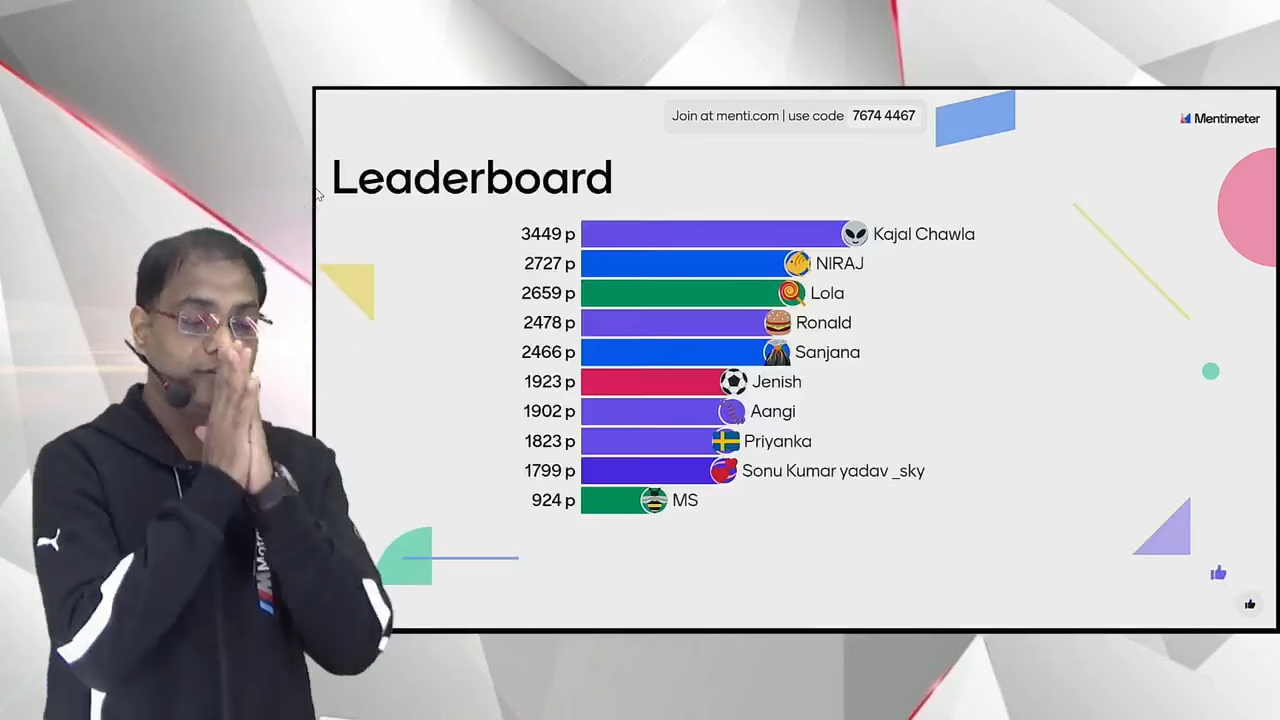 Join at menti.com | use code 7674 4467
Mentimeter
Leaderboard
3449 p Kajal Chawla
2727 p NIRAJ
2659 p Lola
2478 p Ronald
2466 p Sanjana
1923 p Jenish
1902 p Aangi
1823 p Priyanka
1799 p Sonu Kumar yadav _sky
924 p MS